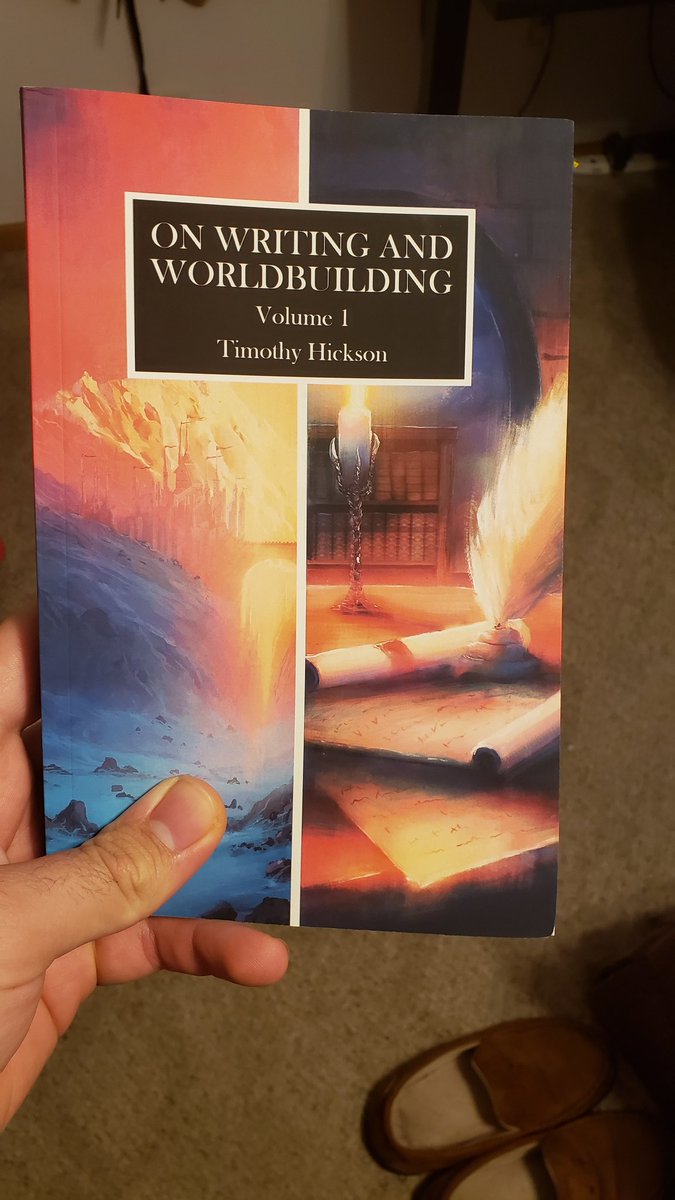 ON WRITING AND
WORLDBUILDING
Volume 1
Timothy Hickson